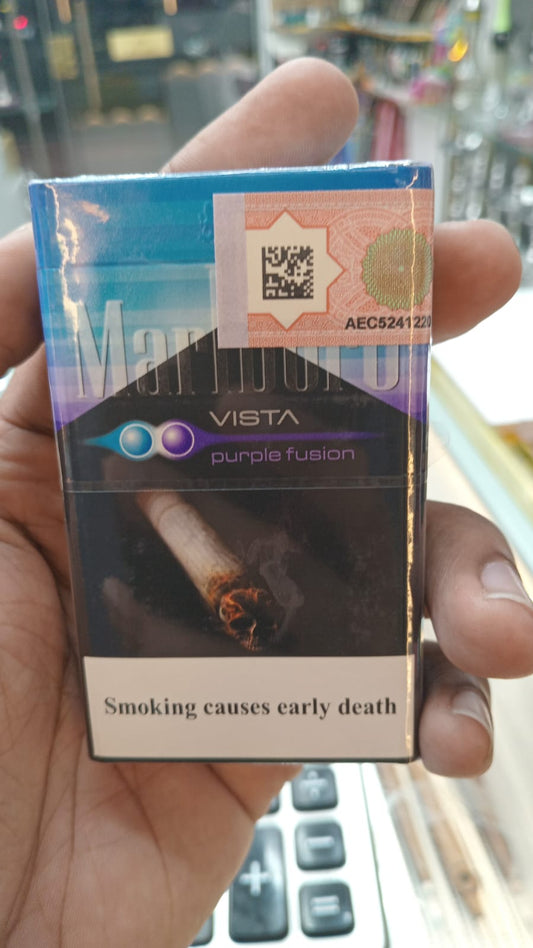 AEC5241220
Marlboro
VISTA
purple fusion
Smoking causes early death
+
÷
-
=